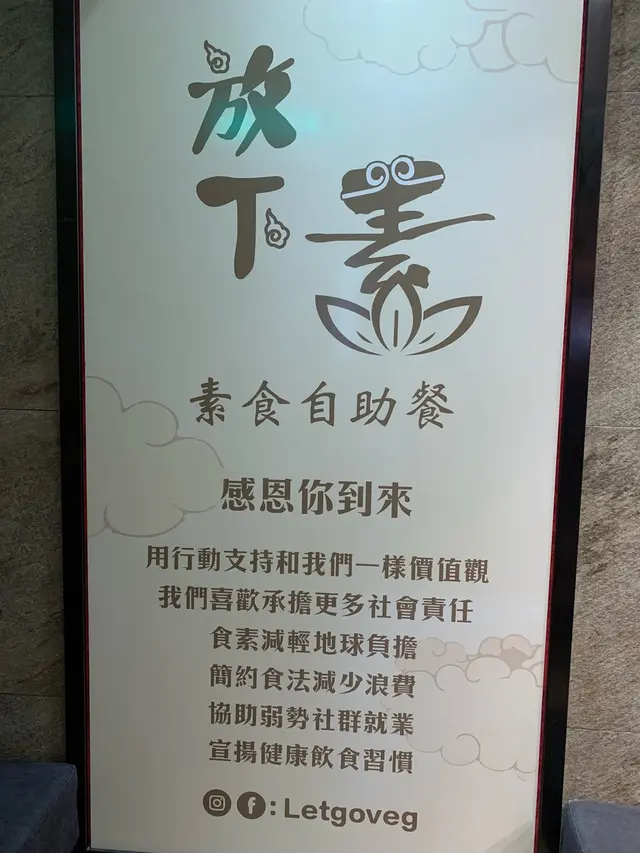 放下素
素食自助餐
感恩你到來
用行動支持和我們一樣價值觀
我們喜歡承擔更多社會責任
食素減輕地球負擔
簡約食法減少浪費
協助弱勢社群就業
宣揚健康飲食習慣
: Letgoveg